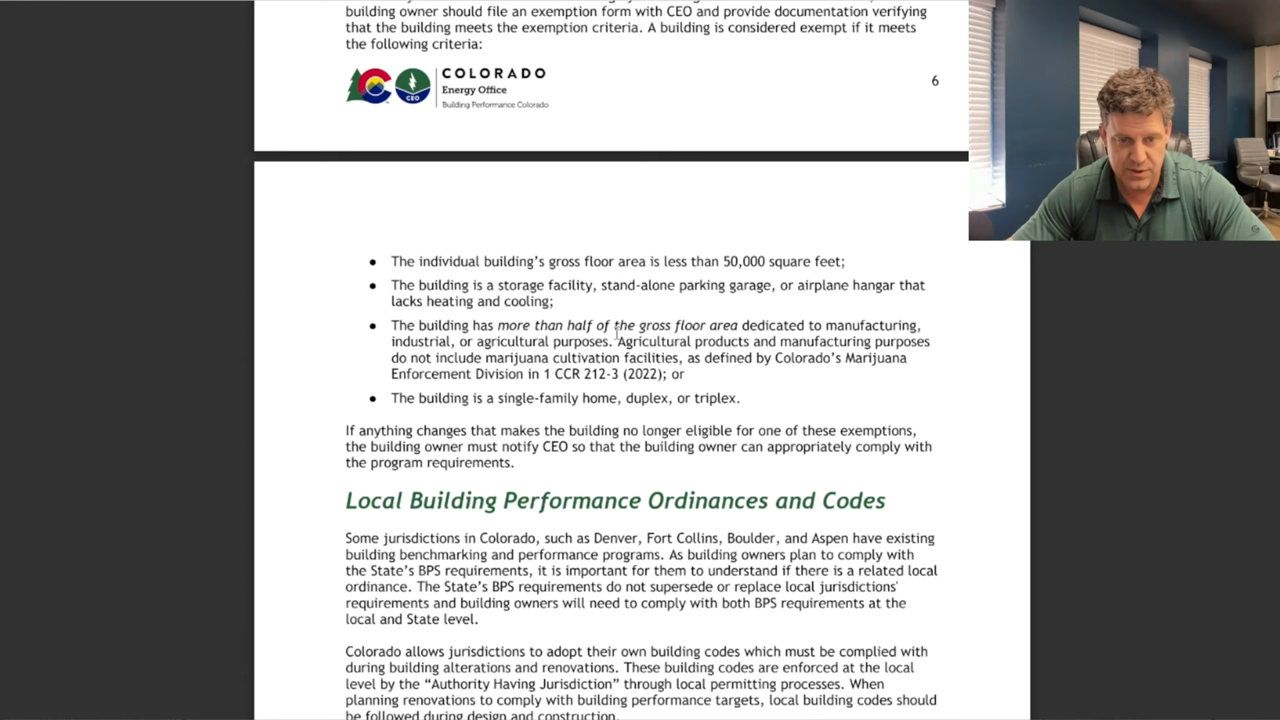 building owner should file an exemption form with CEO and provide documentation verifying
that the building meets the exemption criteria. A building is considered exempt if it meets
the following criteria:
COLORADO
Energy Office
Building Performance Colorado
CEO
6
● The individual building's gross floor area is less than 50,000 square feet;
● The building is a storage facility, stand-alone parking garage, or airplane hangar that
lacks heating and cooling;
● The building has more than half of the gross floor area dedicated to manufacturing,
industrial, or agricultural purposes. Agricultural products and manufacturing purposes
do not include marijuana cultivation facilities, as defined by Colorado's Marijuana
Enforcement Division in 1 CCR 212-3 (2022); or
● The building is a single-family home, duplex, or triplex.
If anything changes that makes the building no longer eligible for one of these exemptions,
the building owner must notify CEO so that the building owner can appropriately comply with
the program requirements.
Local Building Performance Ordinances and Codes
Some jurisdictions in Colorado, such as Denver, Fort Collins, Boulder, and Aspen have existing
building benchmarking and performance programs. As building owners plan to comply with
the State's BPS requirements, it is important for them to understand if there is a related local
ordinance. The State's BPS requirements do not supersede or replace local jurisdictions'
requirements and building owners will need to comply with both BPS requirements at the
local and State level.
Colorado allows jurisdictions to adopt their own building codes which must be complied with
during building alterations and renovations. These building codes are enforced at the local
level by the “Authority Having Jurisdiction” through local permitting processes. When
planning renovations to comply with building performance targets, local building codes should
be followed during design and construction.